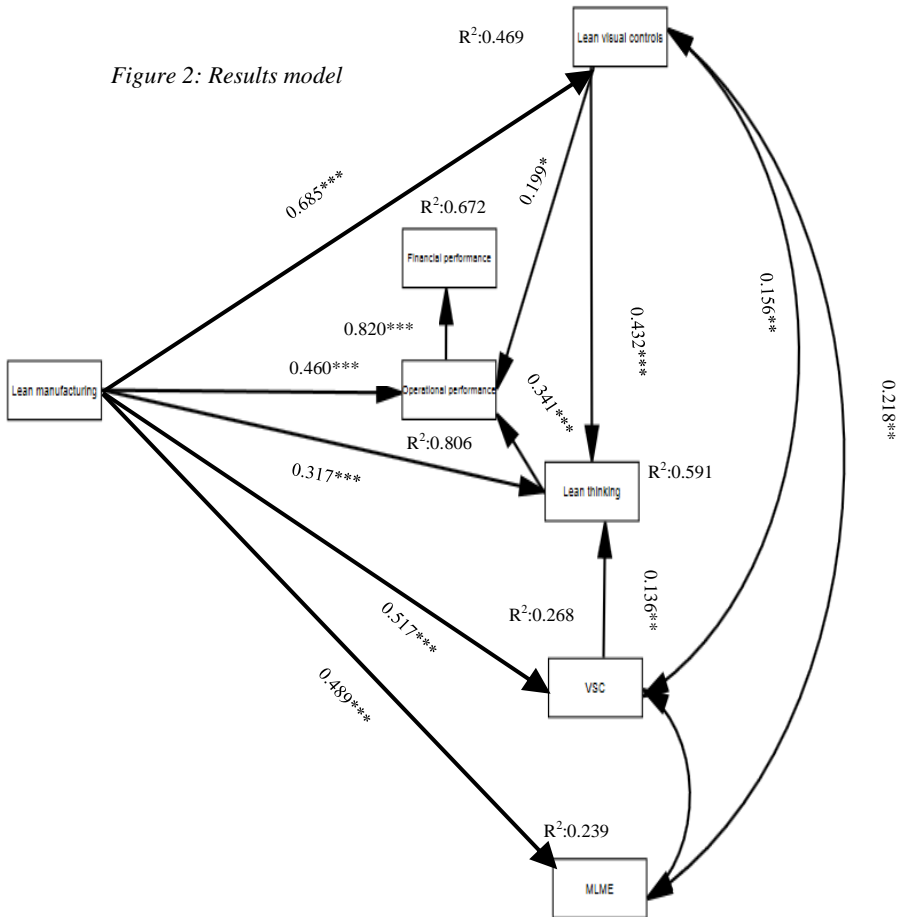 Lean visual controls
R²:0.469
Figure 2: Results model
0.685***
0.199*
R²:0.672
Financial performance
0.156**
0.432***
0.820***
0.460***
0.218**
Lean manufacturing
Operational performance
0.341***
R²:0.806
0.317***
R²:0.591
Lean thinking
0.136**
R²:0.268
0.517***
VSC
0.489***
R²:0.239
MLME